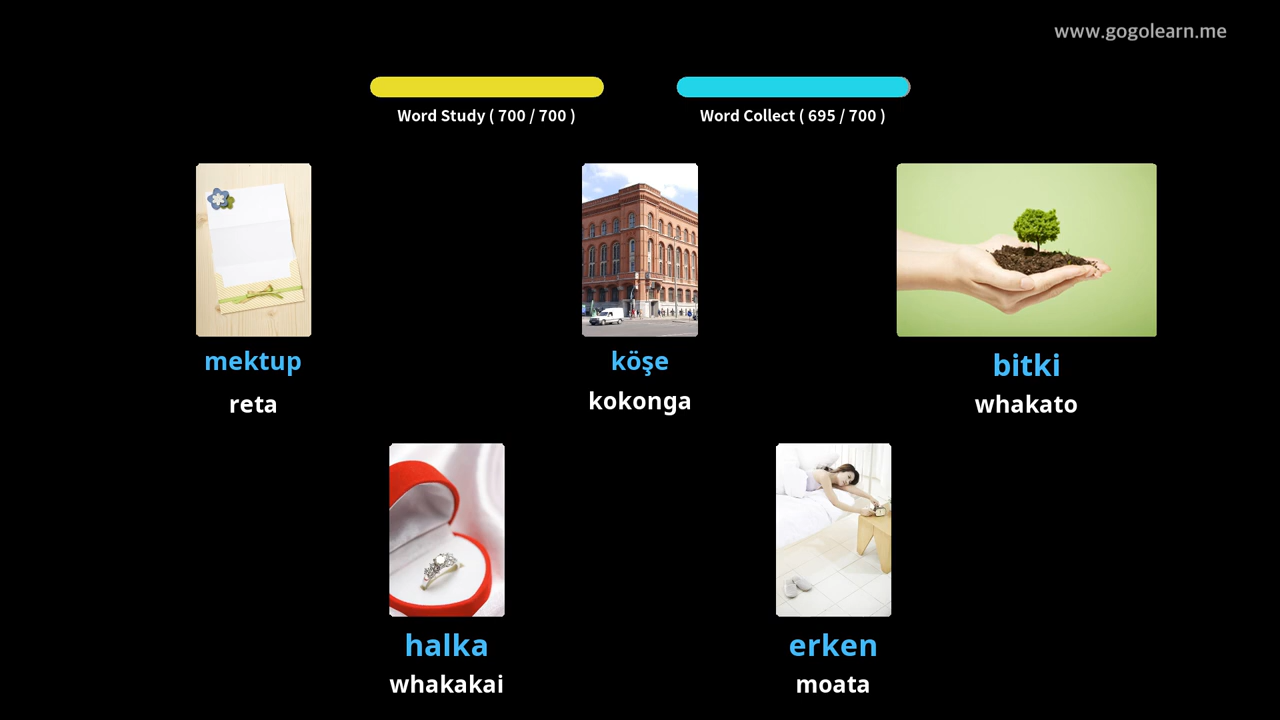 www.gogolearn.me
Word Study ( 700 / 700 )
Word Collect ( 695 / 700 )
mektup
köşe
bitki
reta
kokonga
whakato
halka
erken
whakakai
moata